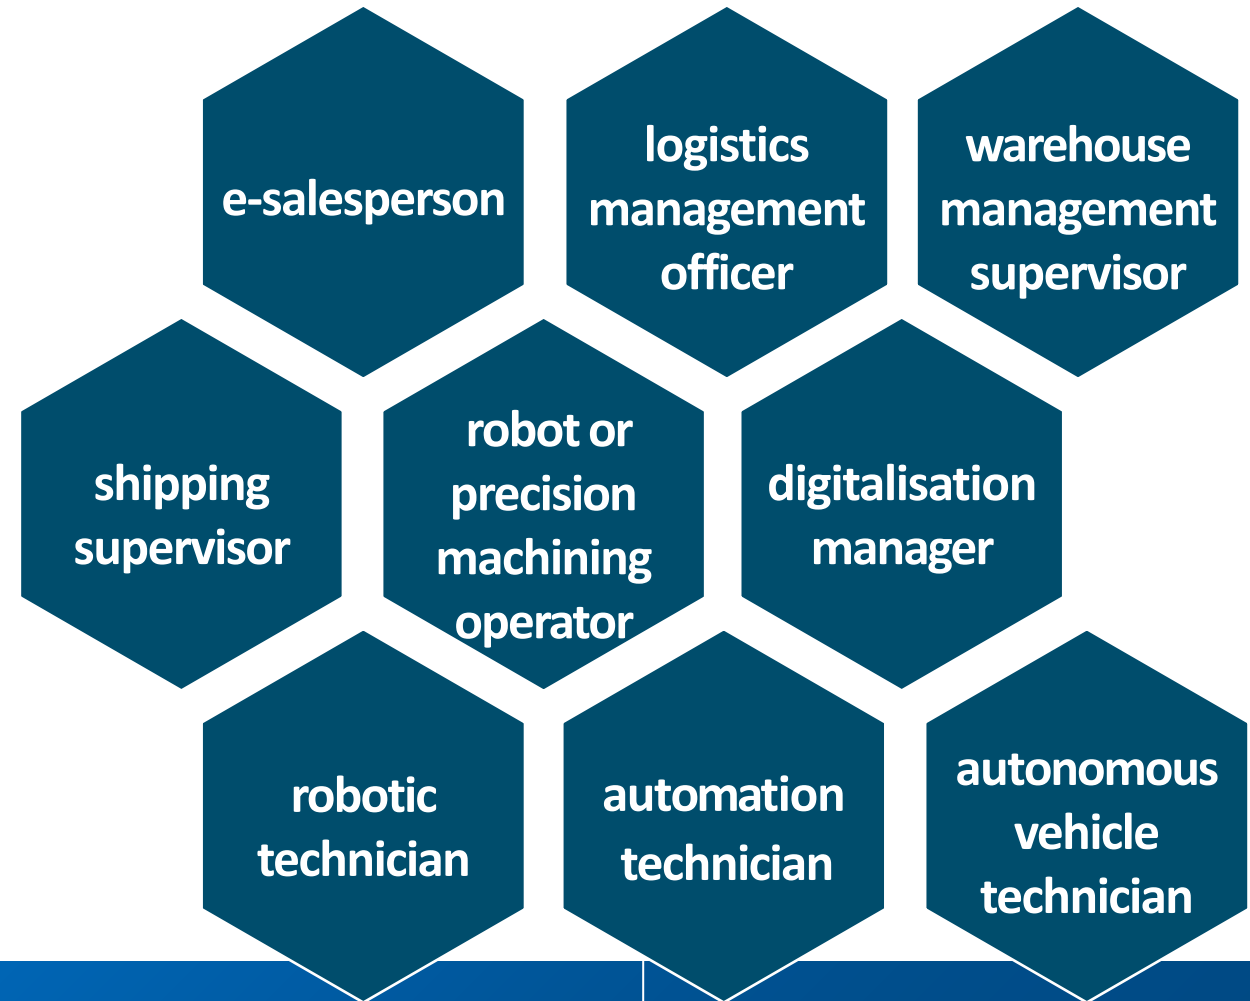 e-salesperson
logistics
management
officer
warehouse
management
supervisor
shipping
supervisor
robot or
precision
machining
operator
digitalisation
manager
robotic
technician
automation
technician
autonomous
vehicle
technician